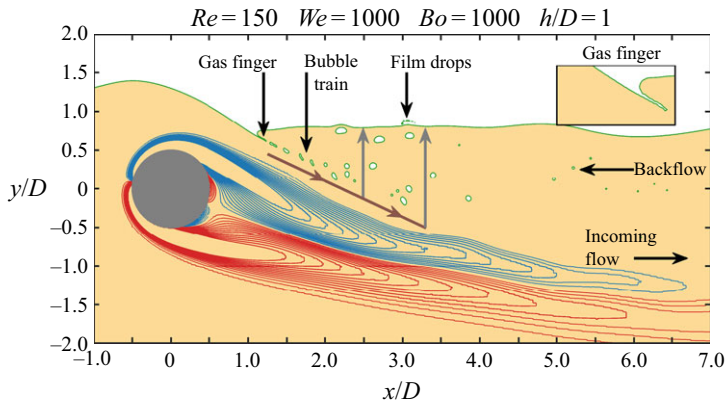 Re = 150 We = 1000 Bo = 1000 h/D = 1
2.0
1.5
1.0
0.5
0
–0.5
–1.0
–1.5
–2.0
y/D
Gas finger
Bubble
train
Film drops
Gas finger
Backflow
Incoming
flow
–1.0 0 1.0 2.0 3.0 4.0 5.0 6.0 7.0
x/D